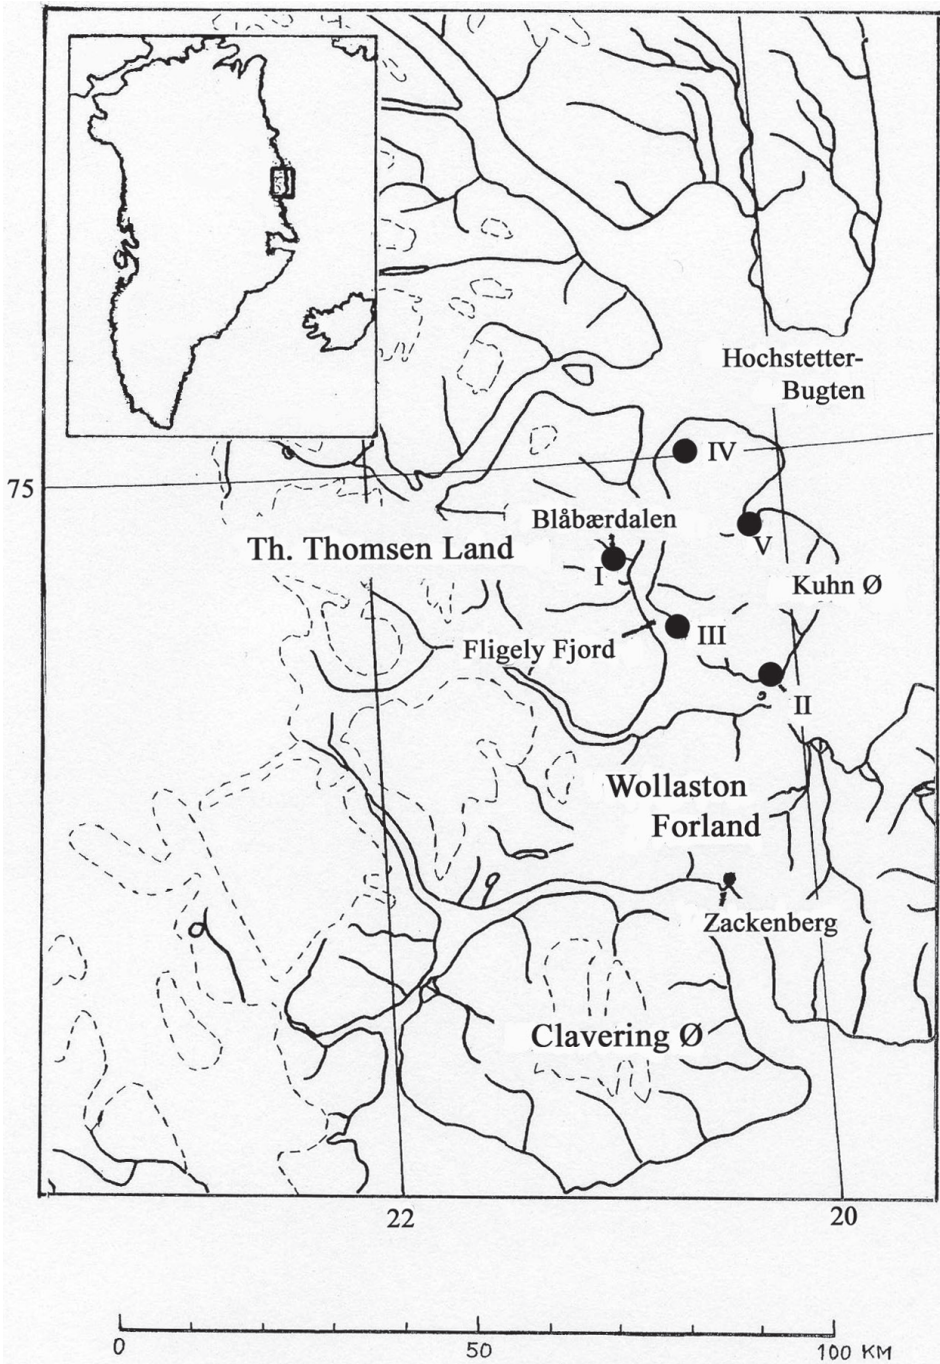 Hochstetter-
Bugten
IV
75
Blåbærdalen
V
Th. Thomsen Land
I
Kuhn Ø
III
Fligely Fjord
II
Wollaston
Forland
Zackenberg
Clavering Ø
22
20
0
50
100 KM